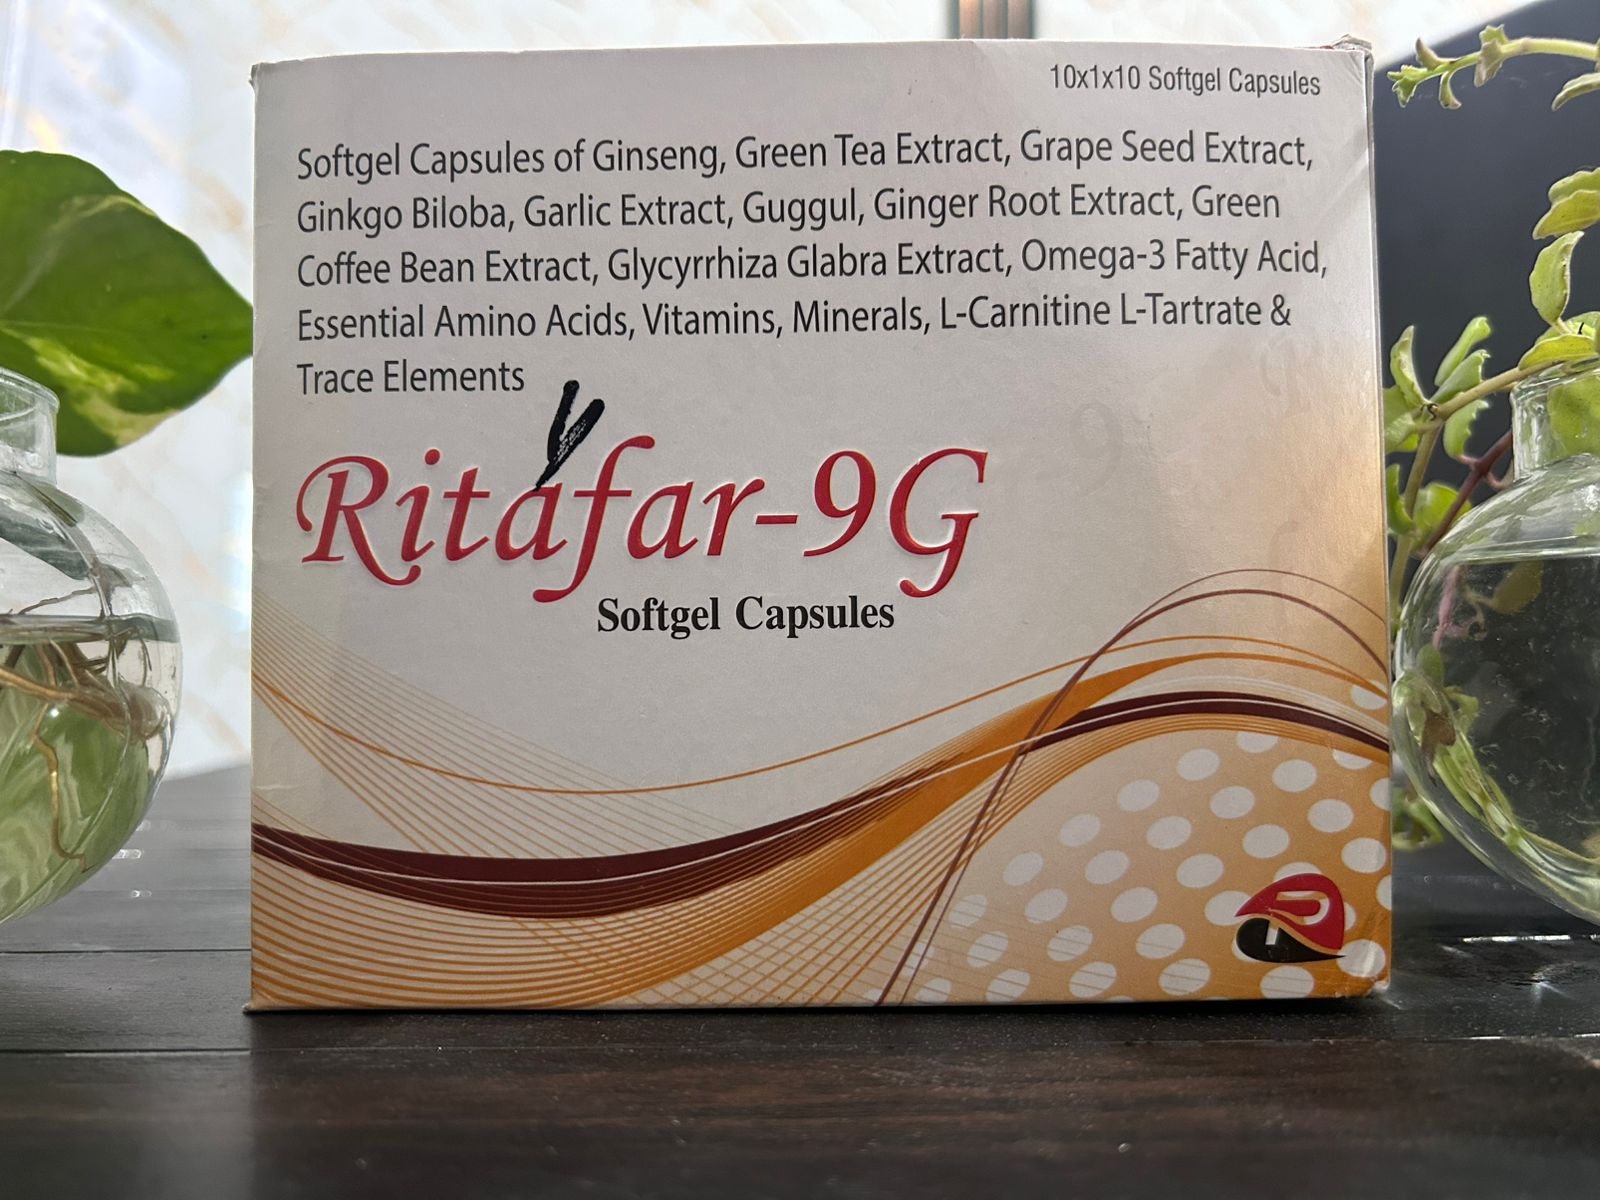 10x1x10 Softgel Capsules
Softgel Capsules of Ginseng, Green Tea Extract, Grape Seed Extract,
Ginkgo Biloba, Garlic Extract, Guggul, Ginger Root Extract, Green
Coffee Bean Extract, Glycyrrhiza Glabra Extract, Omega-3 Fatty Acid,
Essential Amino Acids, Vitamins, Minerals, L-Carnitine L-Tartrate &
Trace Elements
Ritafar-9G
Softgel Capsules